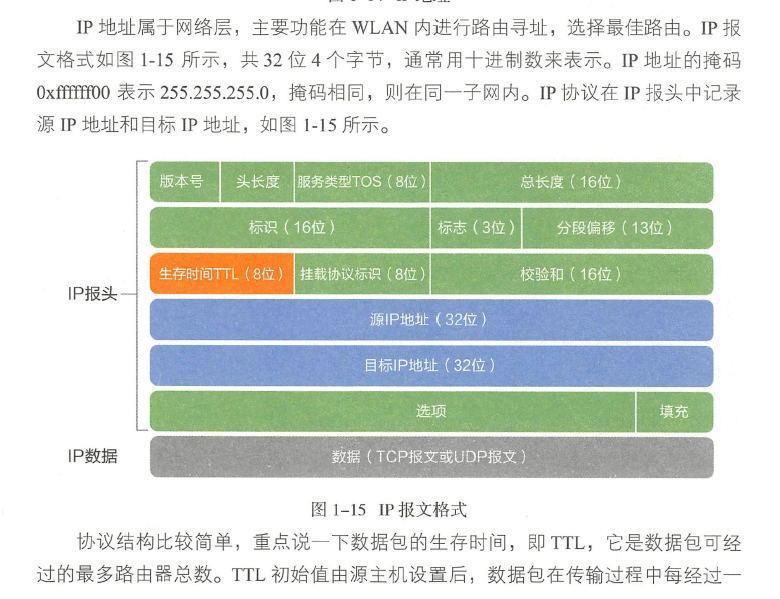 IP 地址属于网络层，主要功能在 WLAN 内进行路由寻址，选择最佳路由。IP 报
文格式如图 1-15 所示，共 32 位 4 个字节，通常用十进制数来表示。IP 地址的掩码
0xffffff00 表示 255.255.255.0，掩码相同，则在同一子网内。IP 协议在 IP 报头中记录
源 IP 地址和目标 IP 地址，如图 1-15 所示。
版本号 头长度 服务类型TOS（8位） 总长度（16位）
标识（16位） 标志（3位） 分段偏移（13位）
生存时间TTL（8位） 挂载协议标识（8位） 校验和（16位）
IP报头
源IP地址（32位）
目标IP地址（32位）
选项 填充
IP数据 数据（TCP报文或UDP报文）
图 1-15 IP 报文格式
协议结构比较简单，重点说一下数据包的生存时间，即 TTL，它是数据包可经
过的最多路由器总数。TTL 初始值由源主机设置后，数据包在传输过程中每经过一